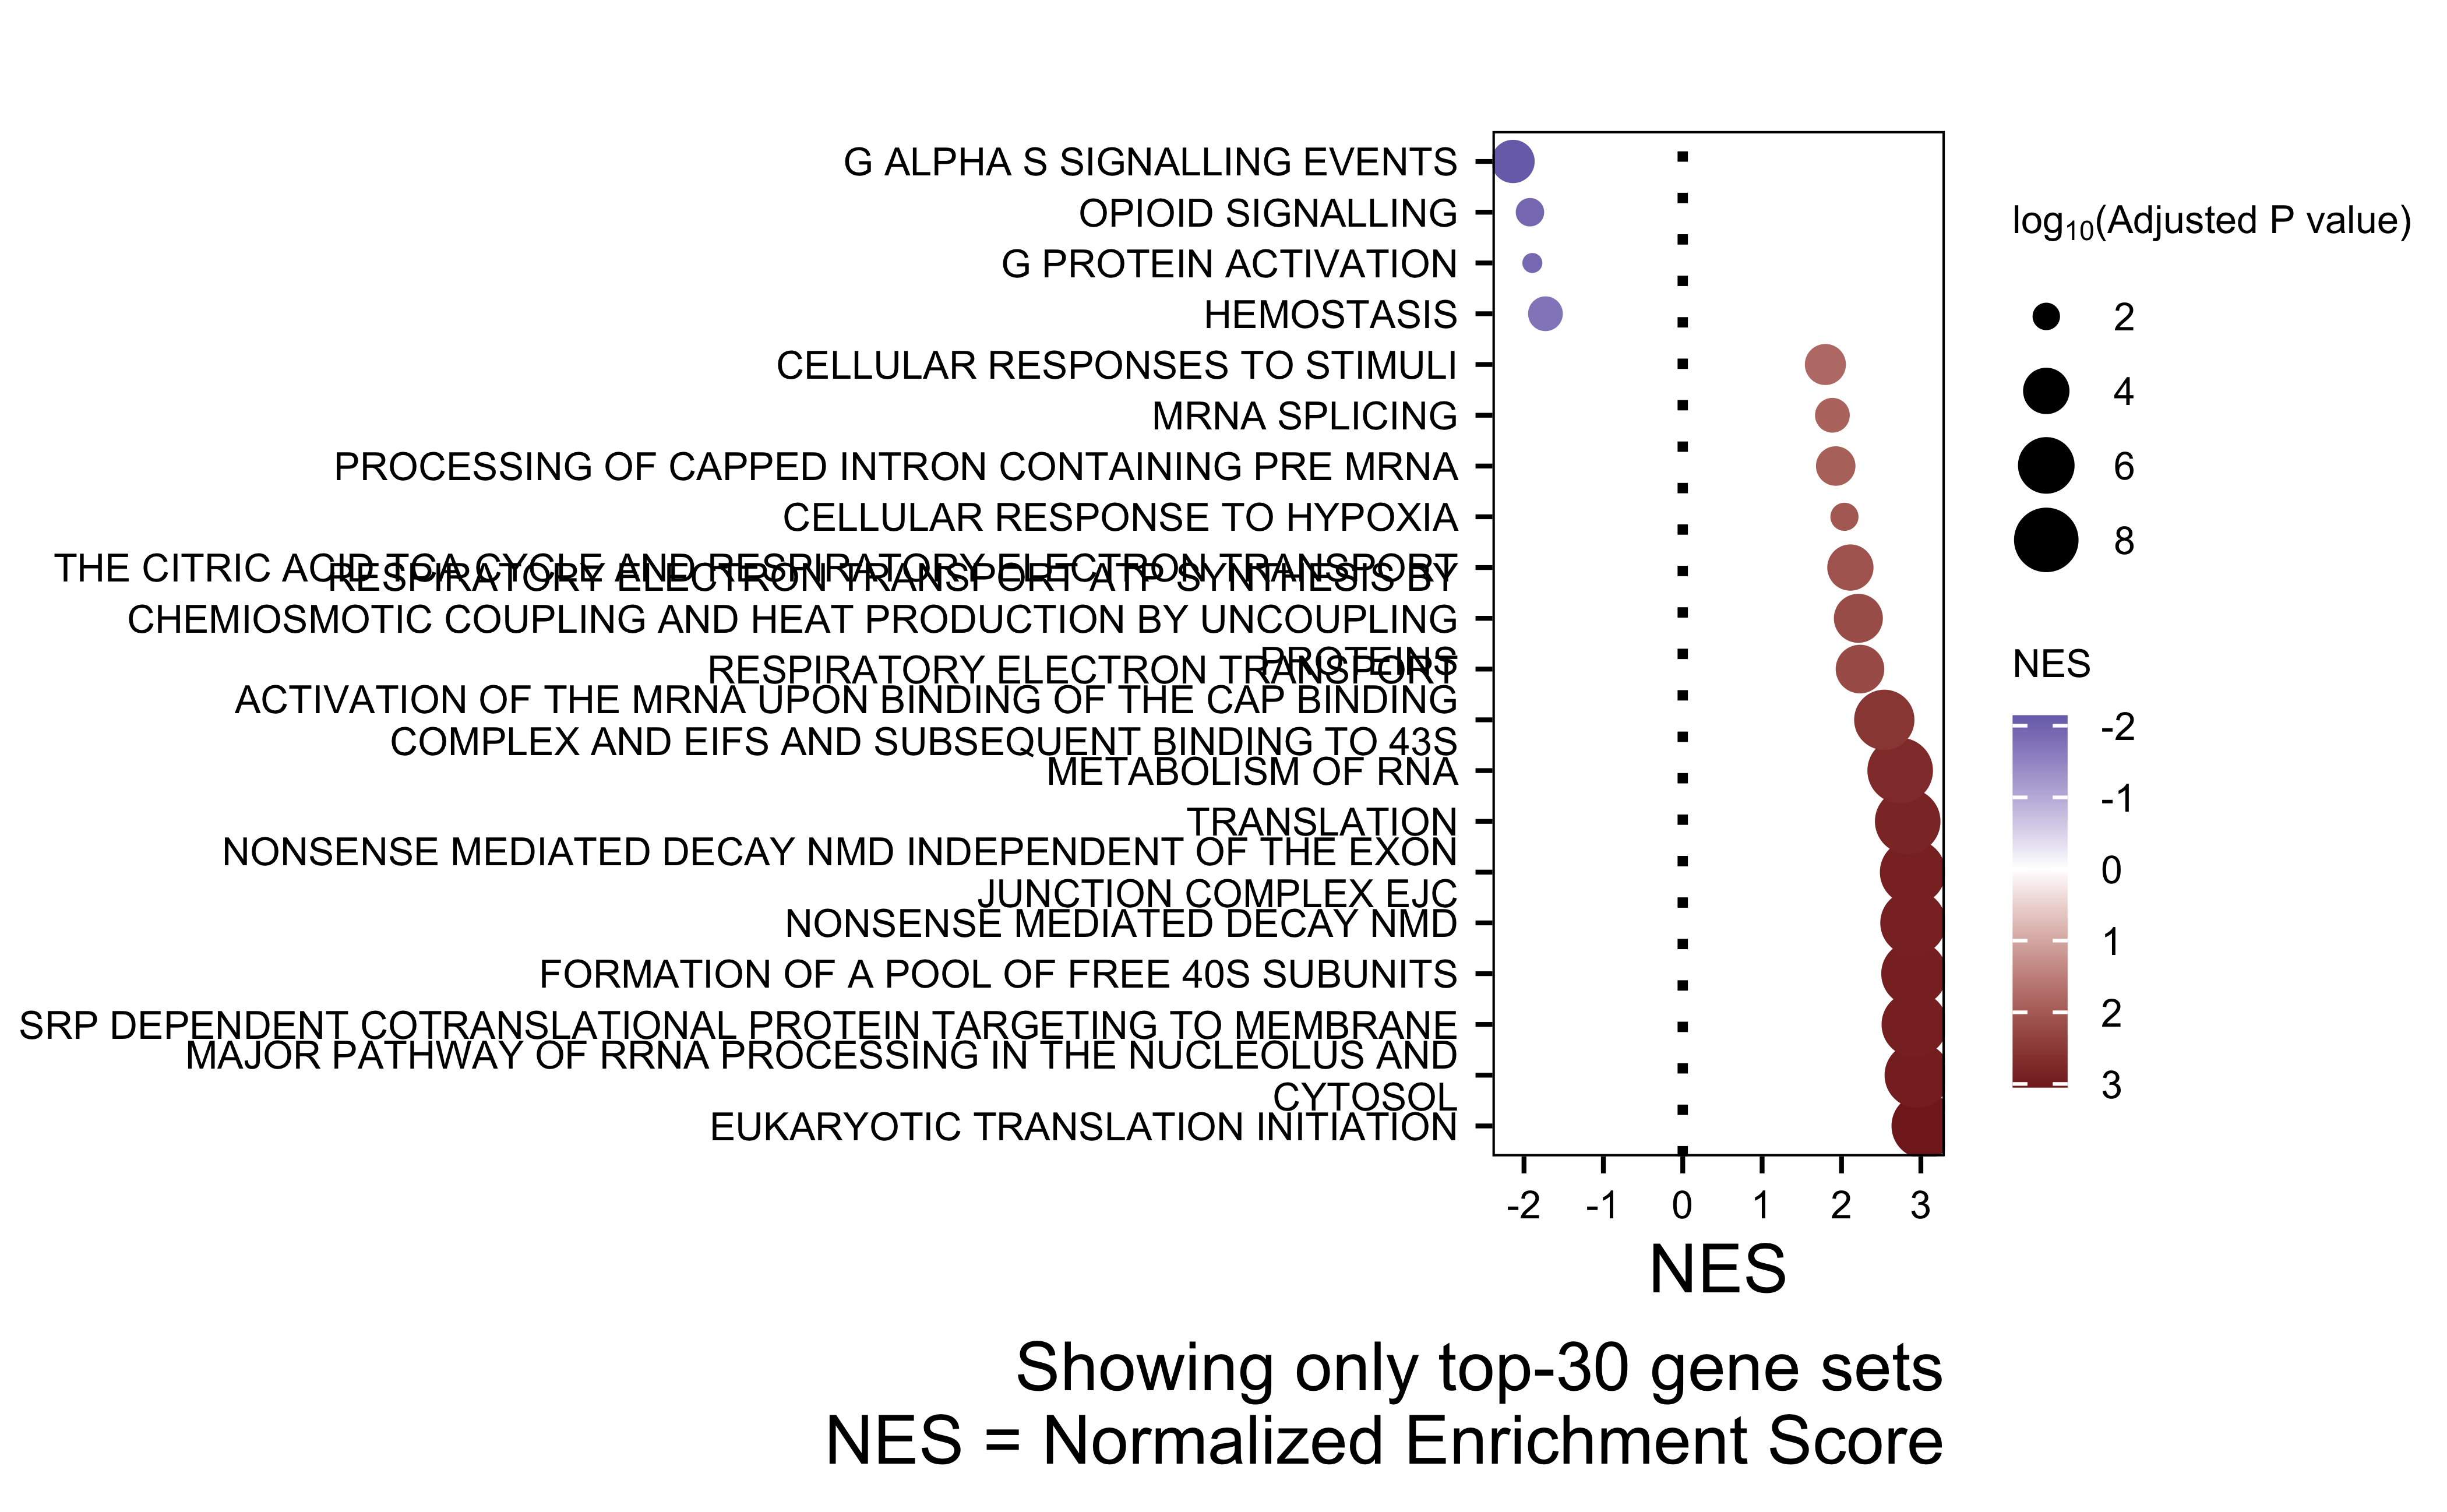 G ALPHA S SIGNALLING EVENTS
OPIOID SIGNALLING
G PROTEIN ACTIVATION
HEMOSTASIS
CELLULAR RESPONSES TO STIMULI
MRNA SPLICING
PROCESSING OF CAPPED INTRON CONTAINING PRE MRNA
CELLULAR RESPONSE TO HYPOXIA
THE CITRIC ACID TCA CYCLE AND RESPIRATORY ELECTRON TRANSPORT
RESPIRATORY ELECTRON TRANSPORT ATP SYNTHESIS BY
CHEMIOSMOTIC COUPLING AND HEAT PRODUCTION BY UNCOUPLING
PROTEINS
RESPIRATORY ELECTRON TRANSPORT
ACTIVATION OF THE MRNA UPON BINDING OF THE CAP BINDING
COMPLEX AND EIFS AND SUBSEQUENT BINDING TO 43S
METABOLISM OF RNA
TRANSLATION
NONSENSE MEDIATED DECAY NMD INDEPENDENT OF THE EXON
JUNCTION COMPLEX EJC
NONSENSE MEDIATED DECAY NMD
FORMATION OF A POOL OF FREE 40S SUBUNITS
SRP DEPENDENT COTRANSLATIONAL PROTEIN TARGETING TO MEMBRANE
MAJOR PATHWAY OF RRNA PROCESSING IN THE NUCLEOLUS AND
CYTOSOL
EUKARYOTIC TRANSLATION INITIATION
-2 -1 0 1 2 3
NES
Showing only top-30 gene sets
NES = Normalized Enrichment Score
log10(Adjusted P value)
2
4
6
8
NES
-2
-1
0
1
2
3